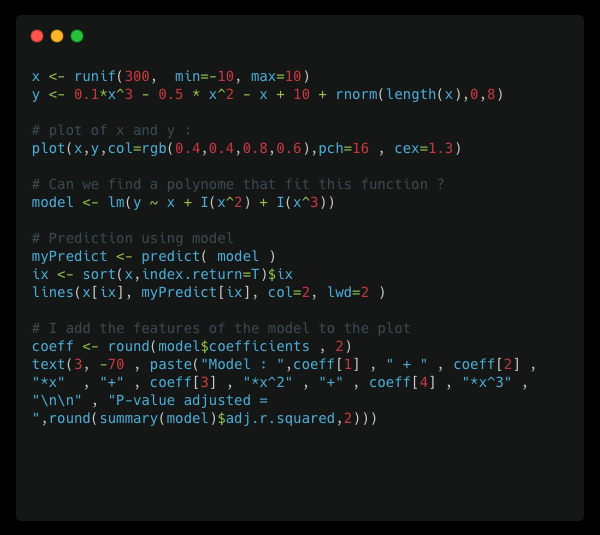 x <- runif(300,  min=-10, max=10)
y <- 0.1*x^3 - 0.5 * x^2 - x + 10 + rnorm(length(x),0,8)
# plot of x and y :
plot(x,y,col=rgb(0.4,0.4,0.8,0.6),pch=16 , cex=1.3)
# Can we find a polynome that fit this function ?
model <- lm(y ~ x + I(x^2) + I(x^3))
# Prediction using model
myPredict <- predict( model )
ix <- sort(x,index.return=T)$ix
lines(x[ix], myPredict[ix], col=2, lwd=2 )
# I add the features of the model to the plot
coeff <- round(model$coefficients , 2)
text(3, -70 , paste("Model : ",coeff[1] , " + " , coeff[2] ,
"*x"  , "+" , coeff[3] , "*x^2" , "+" , coeff[4] , "*x^3" ,
"\n\n" , "P-value adjusted =
",round(summary(model)$adj.r.squared,2)))